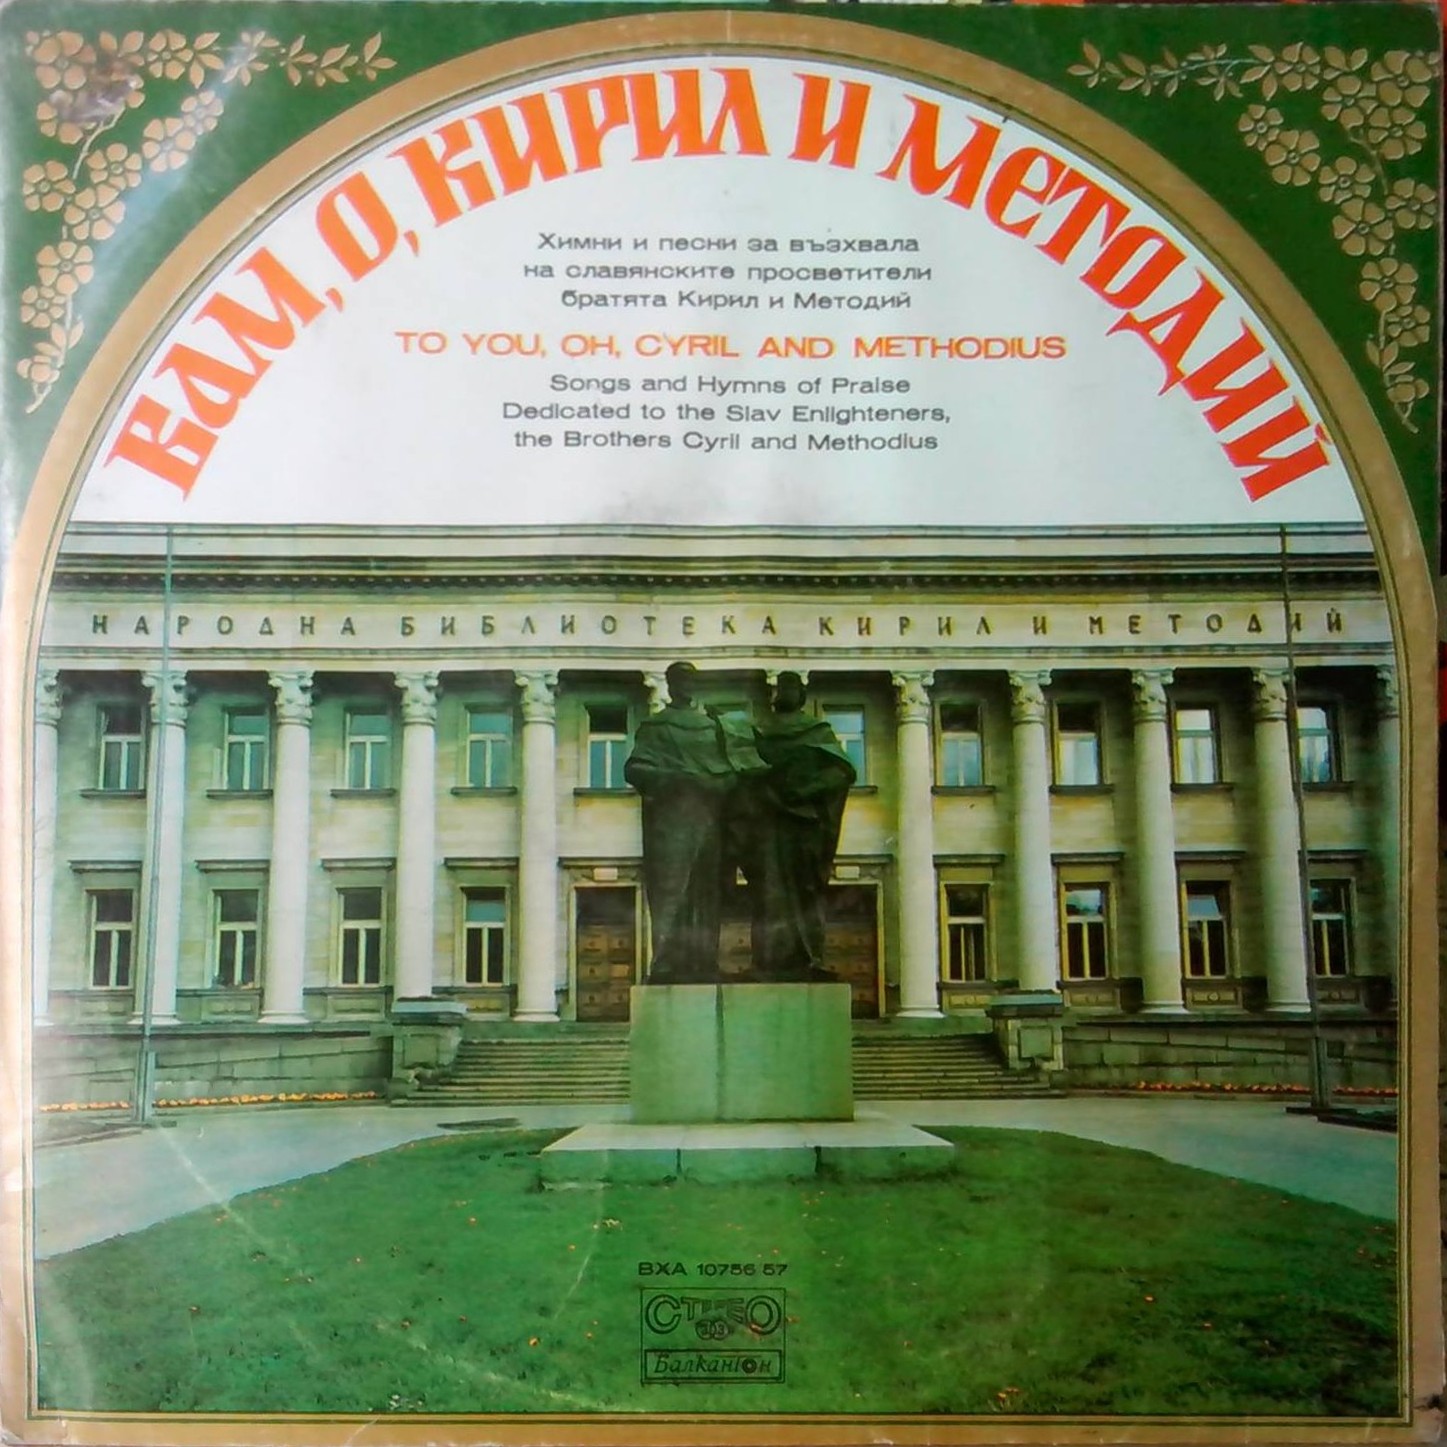 КАМ, О, КИРИЛ И МЕТОДИЙ
Химни и песни за възхвала
на славянските просветители
братята Кирил и Методий
TO YOU, OH, CYRIL AND METHODIUS
Songs and Hymns of Praise
Dedicated to the Slav Enlighteners,
the Brothers Cyril and Methodius
НАРОДНА БИБЛИОТЕКА КИРИЛ И МЕТОДИЙ
ВХА 10756 57
СТЕРЕО
33
Балкантон